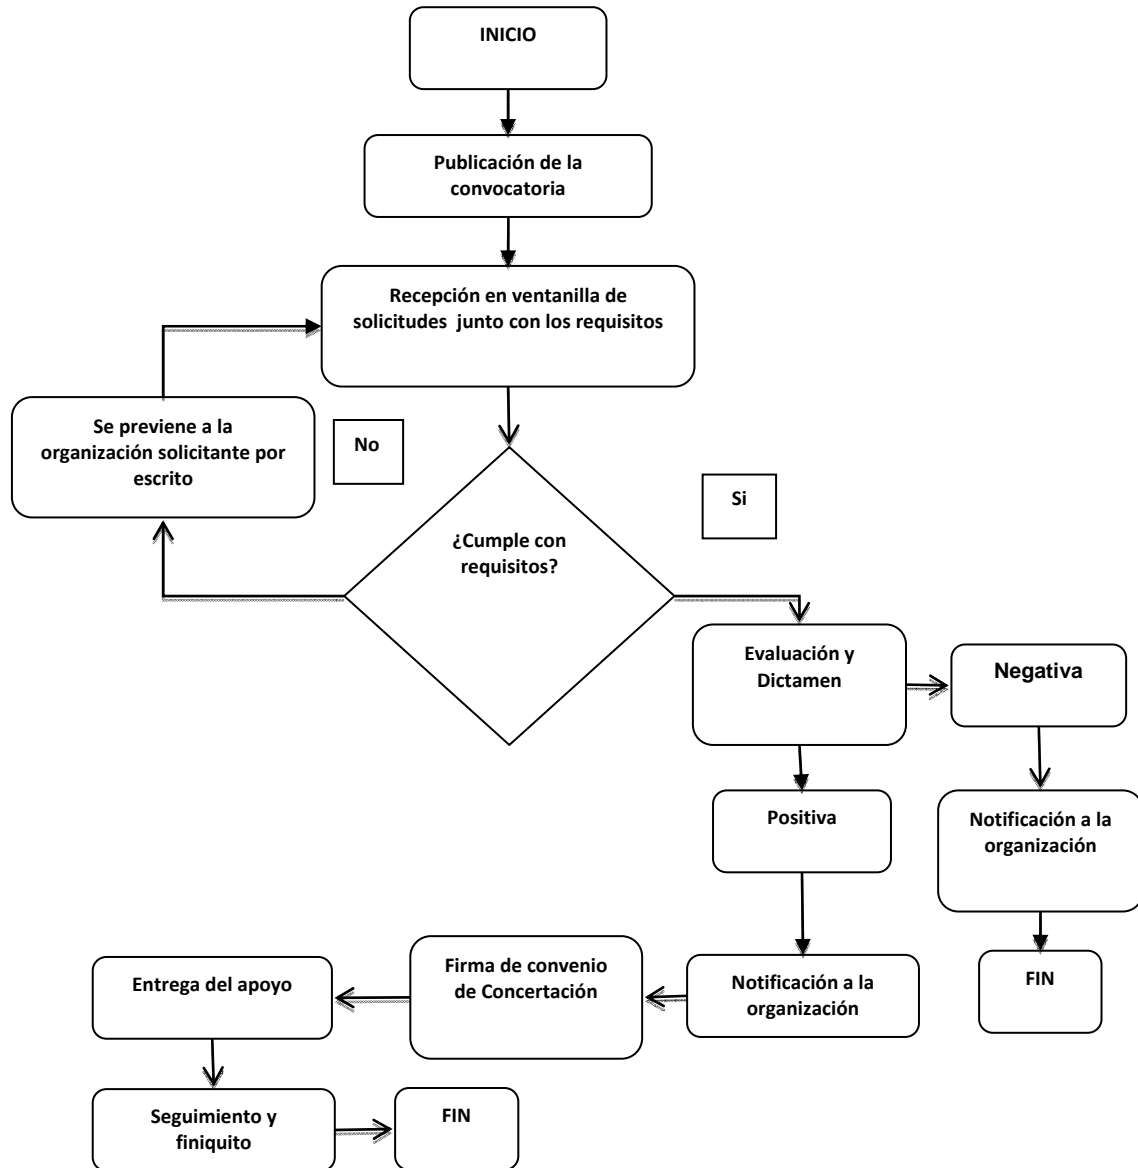 INICIO
Publicación de la
convocatoria
Recepción en ventanilla de
solicitudes junto con los requisitos
Se previene a la
organización solicitante por
escrito
No
Si
¿Cumple con
requisitos?
Evaluación y
Dictamen
Negativa
Positiva
Notificación a la
organización
Entrega del apoyo
Firma de convenio
de Concertación
Notificación a la
organización
FIN
Seguimiento y
finiquito
FIN